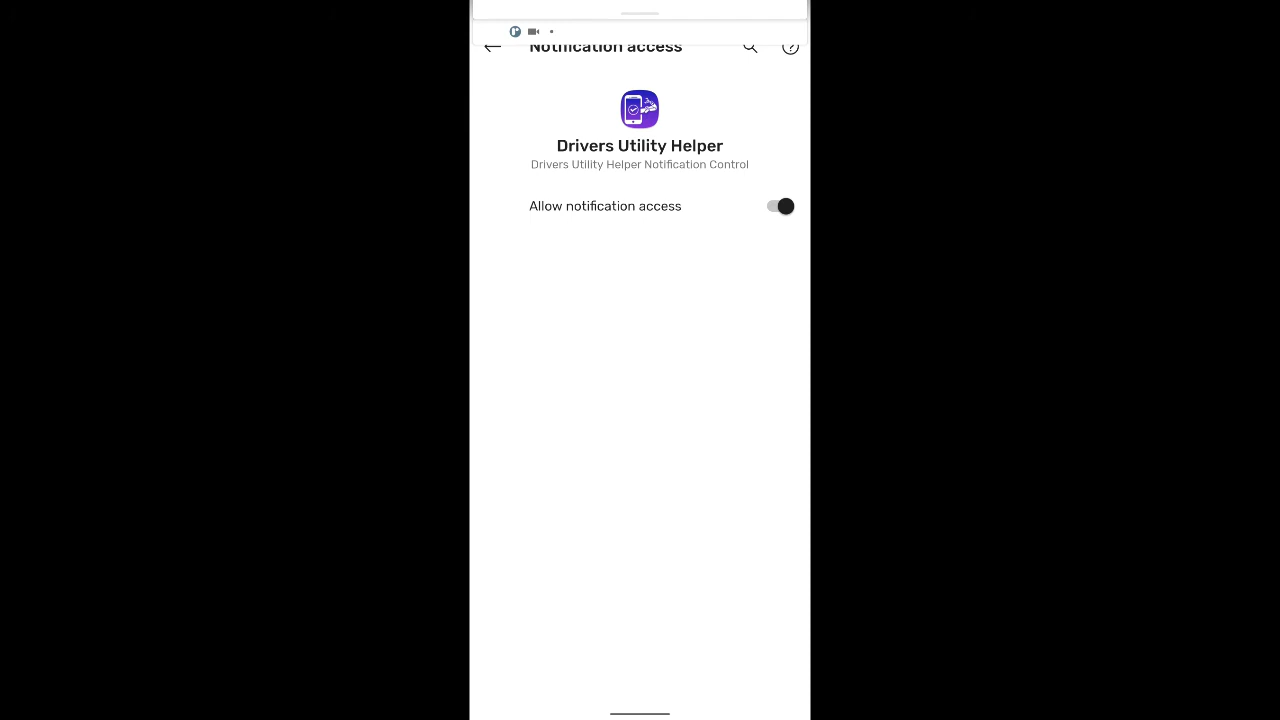 Notification access
Drivers Utility Helper
Drivers Utility Helper Notification Control
Allow notification access